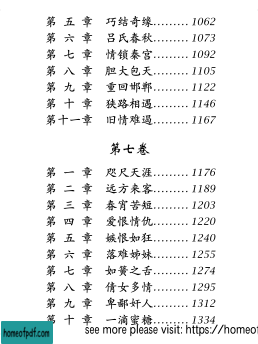 第 五 章 巧结奇缘……… 1062
第 六 章 吕氏春秋……… 1073
第 七 章 情锁秦宫……… 1092
第 八 章 胆大包天……… 1105
第 九 章 重回邯郸……… 1122
第 十 章 狭路相遇……… 1146
第十一章 旧情难遏……… 1167
第七卷
第 一 章 咫尺天涯……… 1176
第 二 章 远方来客……… 1189
第 三 章 春宵苦短……… 1203
第 四 章 爱恨情仇……… 1220
第 五 章 嫉恨如狂……… 1240
第 六 章 落难姊妹……… 1255
第 七 章 如簧之舌……… 1274
第 八 章 倩女多情……… 1295
第 九 章 卑鄙奸人……… 1312
第 十 章 一滴蜜糖……… 1334
homeofpdf.com
see more please visit: https://homeof